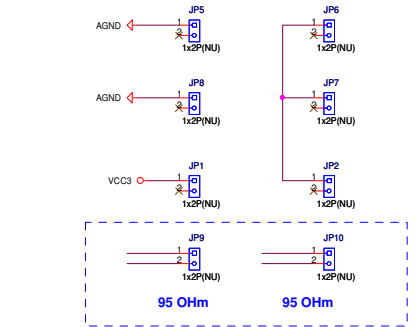 JP5
AGND
1
2
1x2P(NU)
JP6
1
2
1x2P(NU)
JP8
AGND
1
2
1x2P(NU)
JP7
1
2
1x2P(NU)
JP1
VCC3
1
2
1x2P(NU)
JP2
1
2
1x2P(NU)
JP9
1
2
1x2P(NU)
JP10
1
2
1x2P(NU)
95 OHm
95 OHm